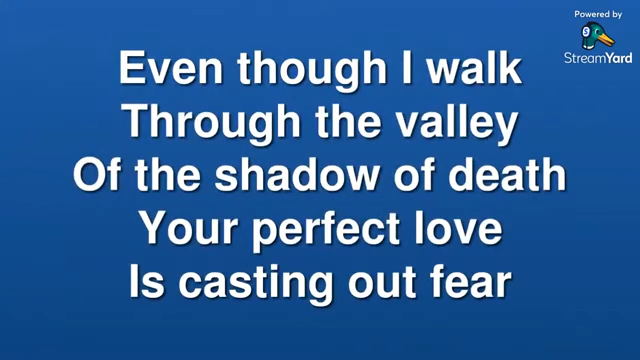 Powered by
StreamYard
Even though I walk
Through the valley
Of the shadow of death
Your perfect love
Is casting out fear